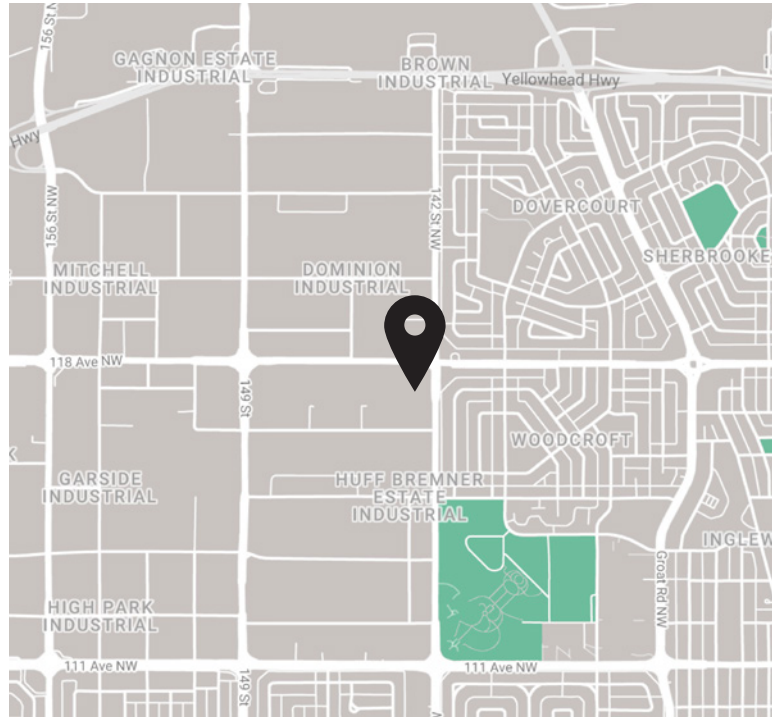 156 St NW
GAGNON ESTATE
INDUSTRIAL
BROWN
INDUSTRIAL
Yellowhead Hwy
Hwy
142 St NW
DOVERCOURT
156 St NW
SHERBROOKE
MITCHELL
INDUSTRIAL
DOMINION
INDUSTRIAL
118 Ave NW
149 St
WOODCROFT
K
GARSIDE
INDUSTRIAL
HUFF BREMNER
ESTATE
INDUSTRIAL
INGLEW
Groat Rd NW
HIGH PARK
INDUSTRIAL
111 Ave NW
111 Ave NW
149 St